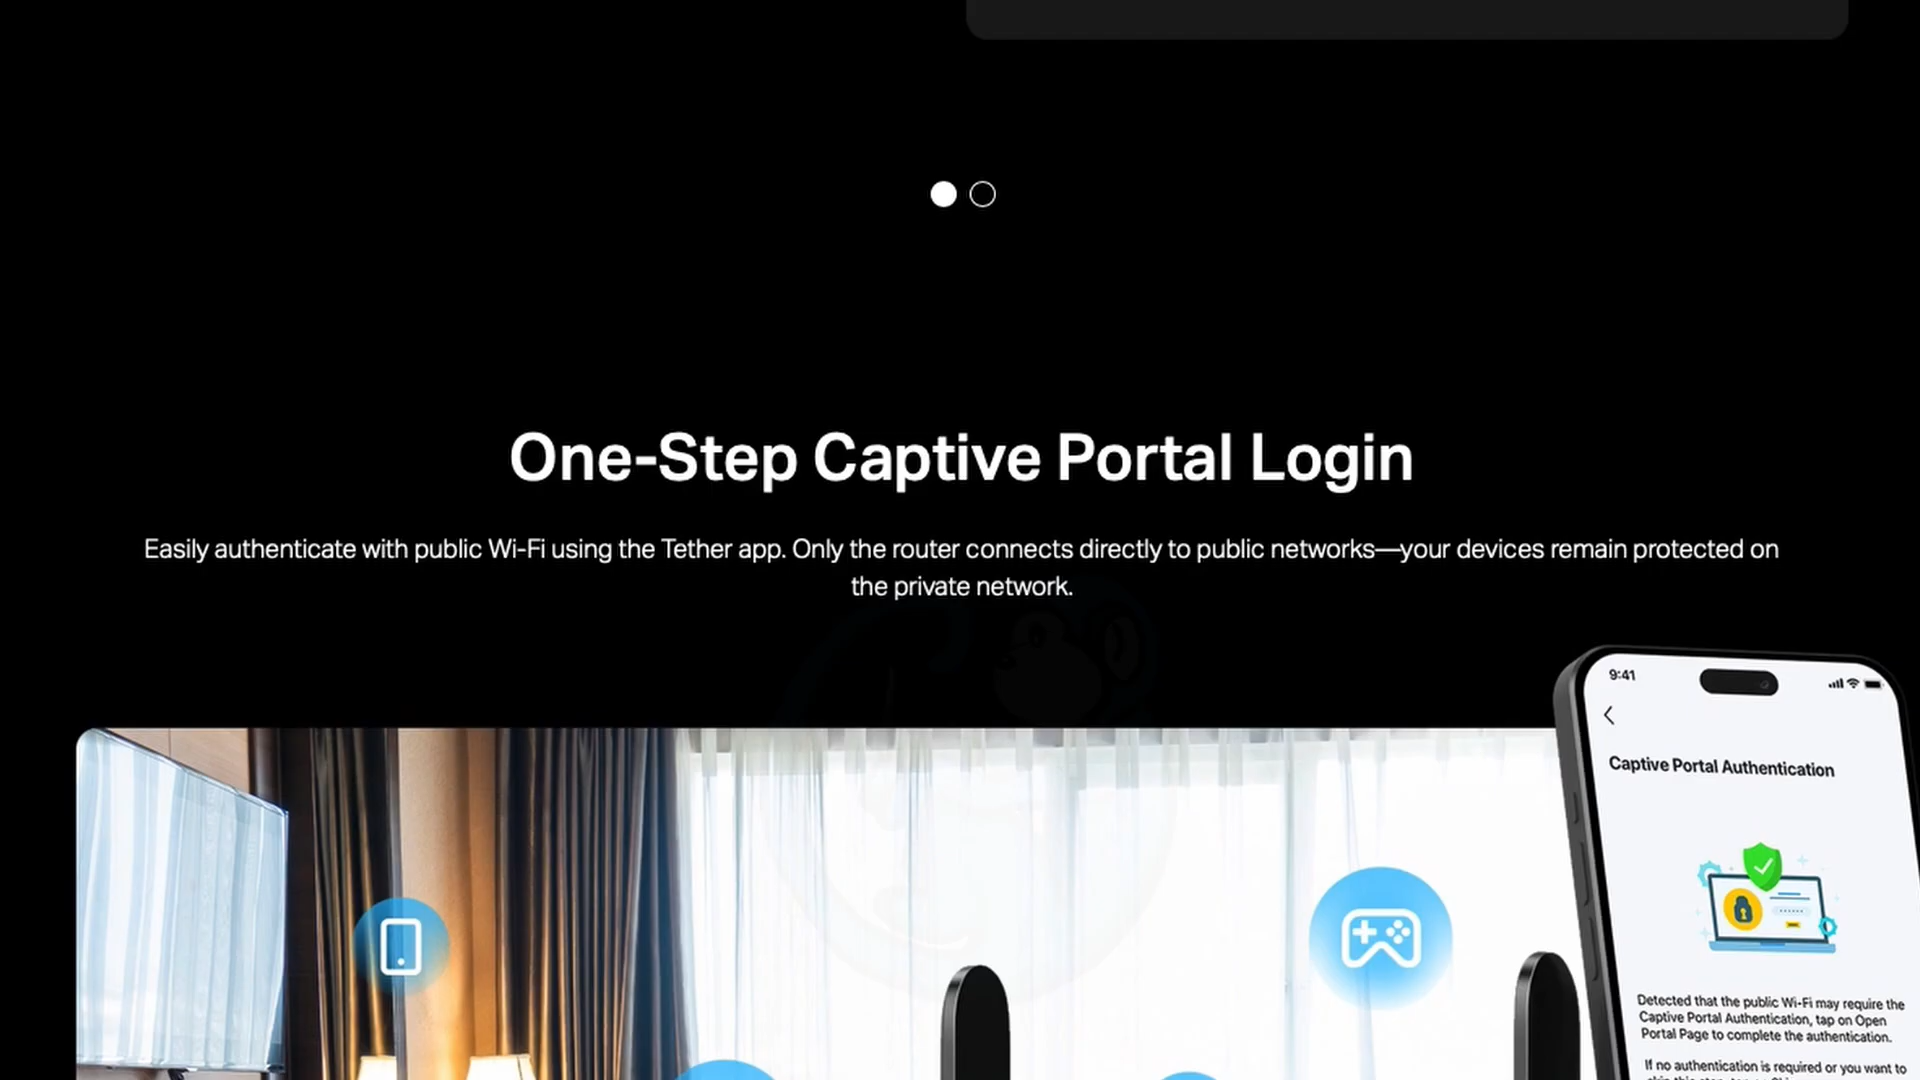 One-Step Captive Portal Login
Easily authenticate with public Wi-Fi using the Tether app. Only the router connects directly to public networks—your devices remain protected on
the private network.
9:41
Captive Portal Authentication
Detected that the public Wi-Fi may require the
Captive Portal Authentication, tap on Open
Portal Page to complete the authentication.
If no authentication is required or you want to